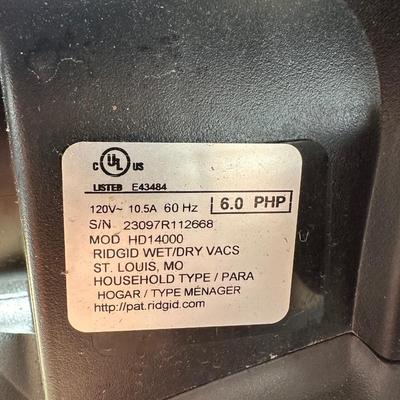 C UL US
LISTED E43484
120V~ 10.5A 60 Hz 6.0 PHP
S/N 23097R112668
MOD HD14000
RIDGID WET/DRY VACS
ST. LOUIS, MO
HOUSEHOLD TYPE / PARA
HOGAR / TYPE MÉNAGER
http://pat.ridgid.com